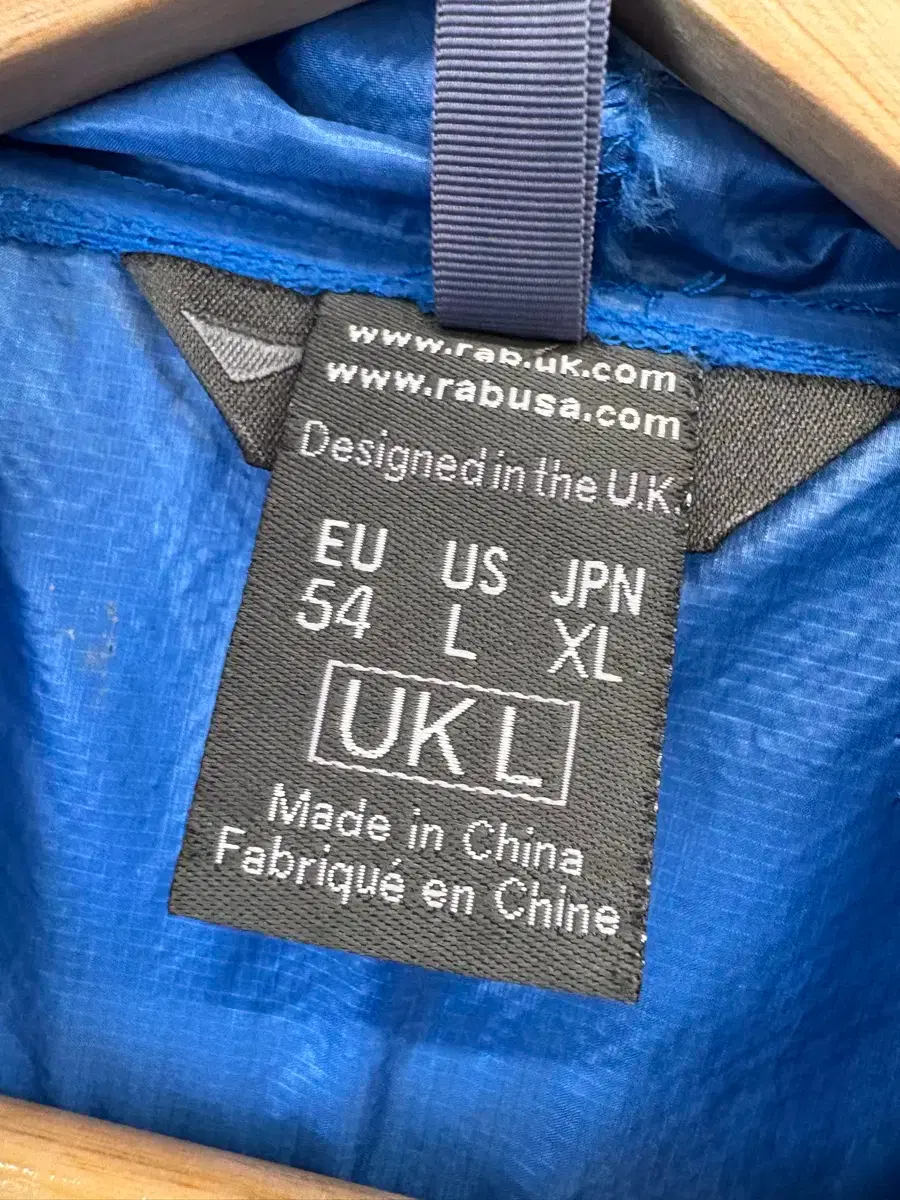 www.rab.uk.com
www.rabusa.com
Designed in the U.K.
EU US JPN
54 L XL
UK L
Made in China
Fabriqué en Chine